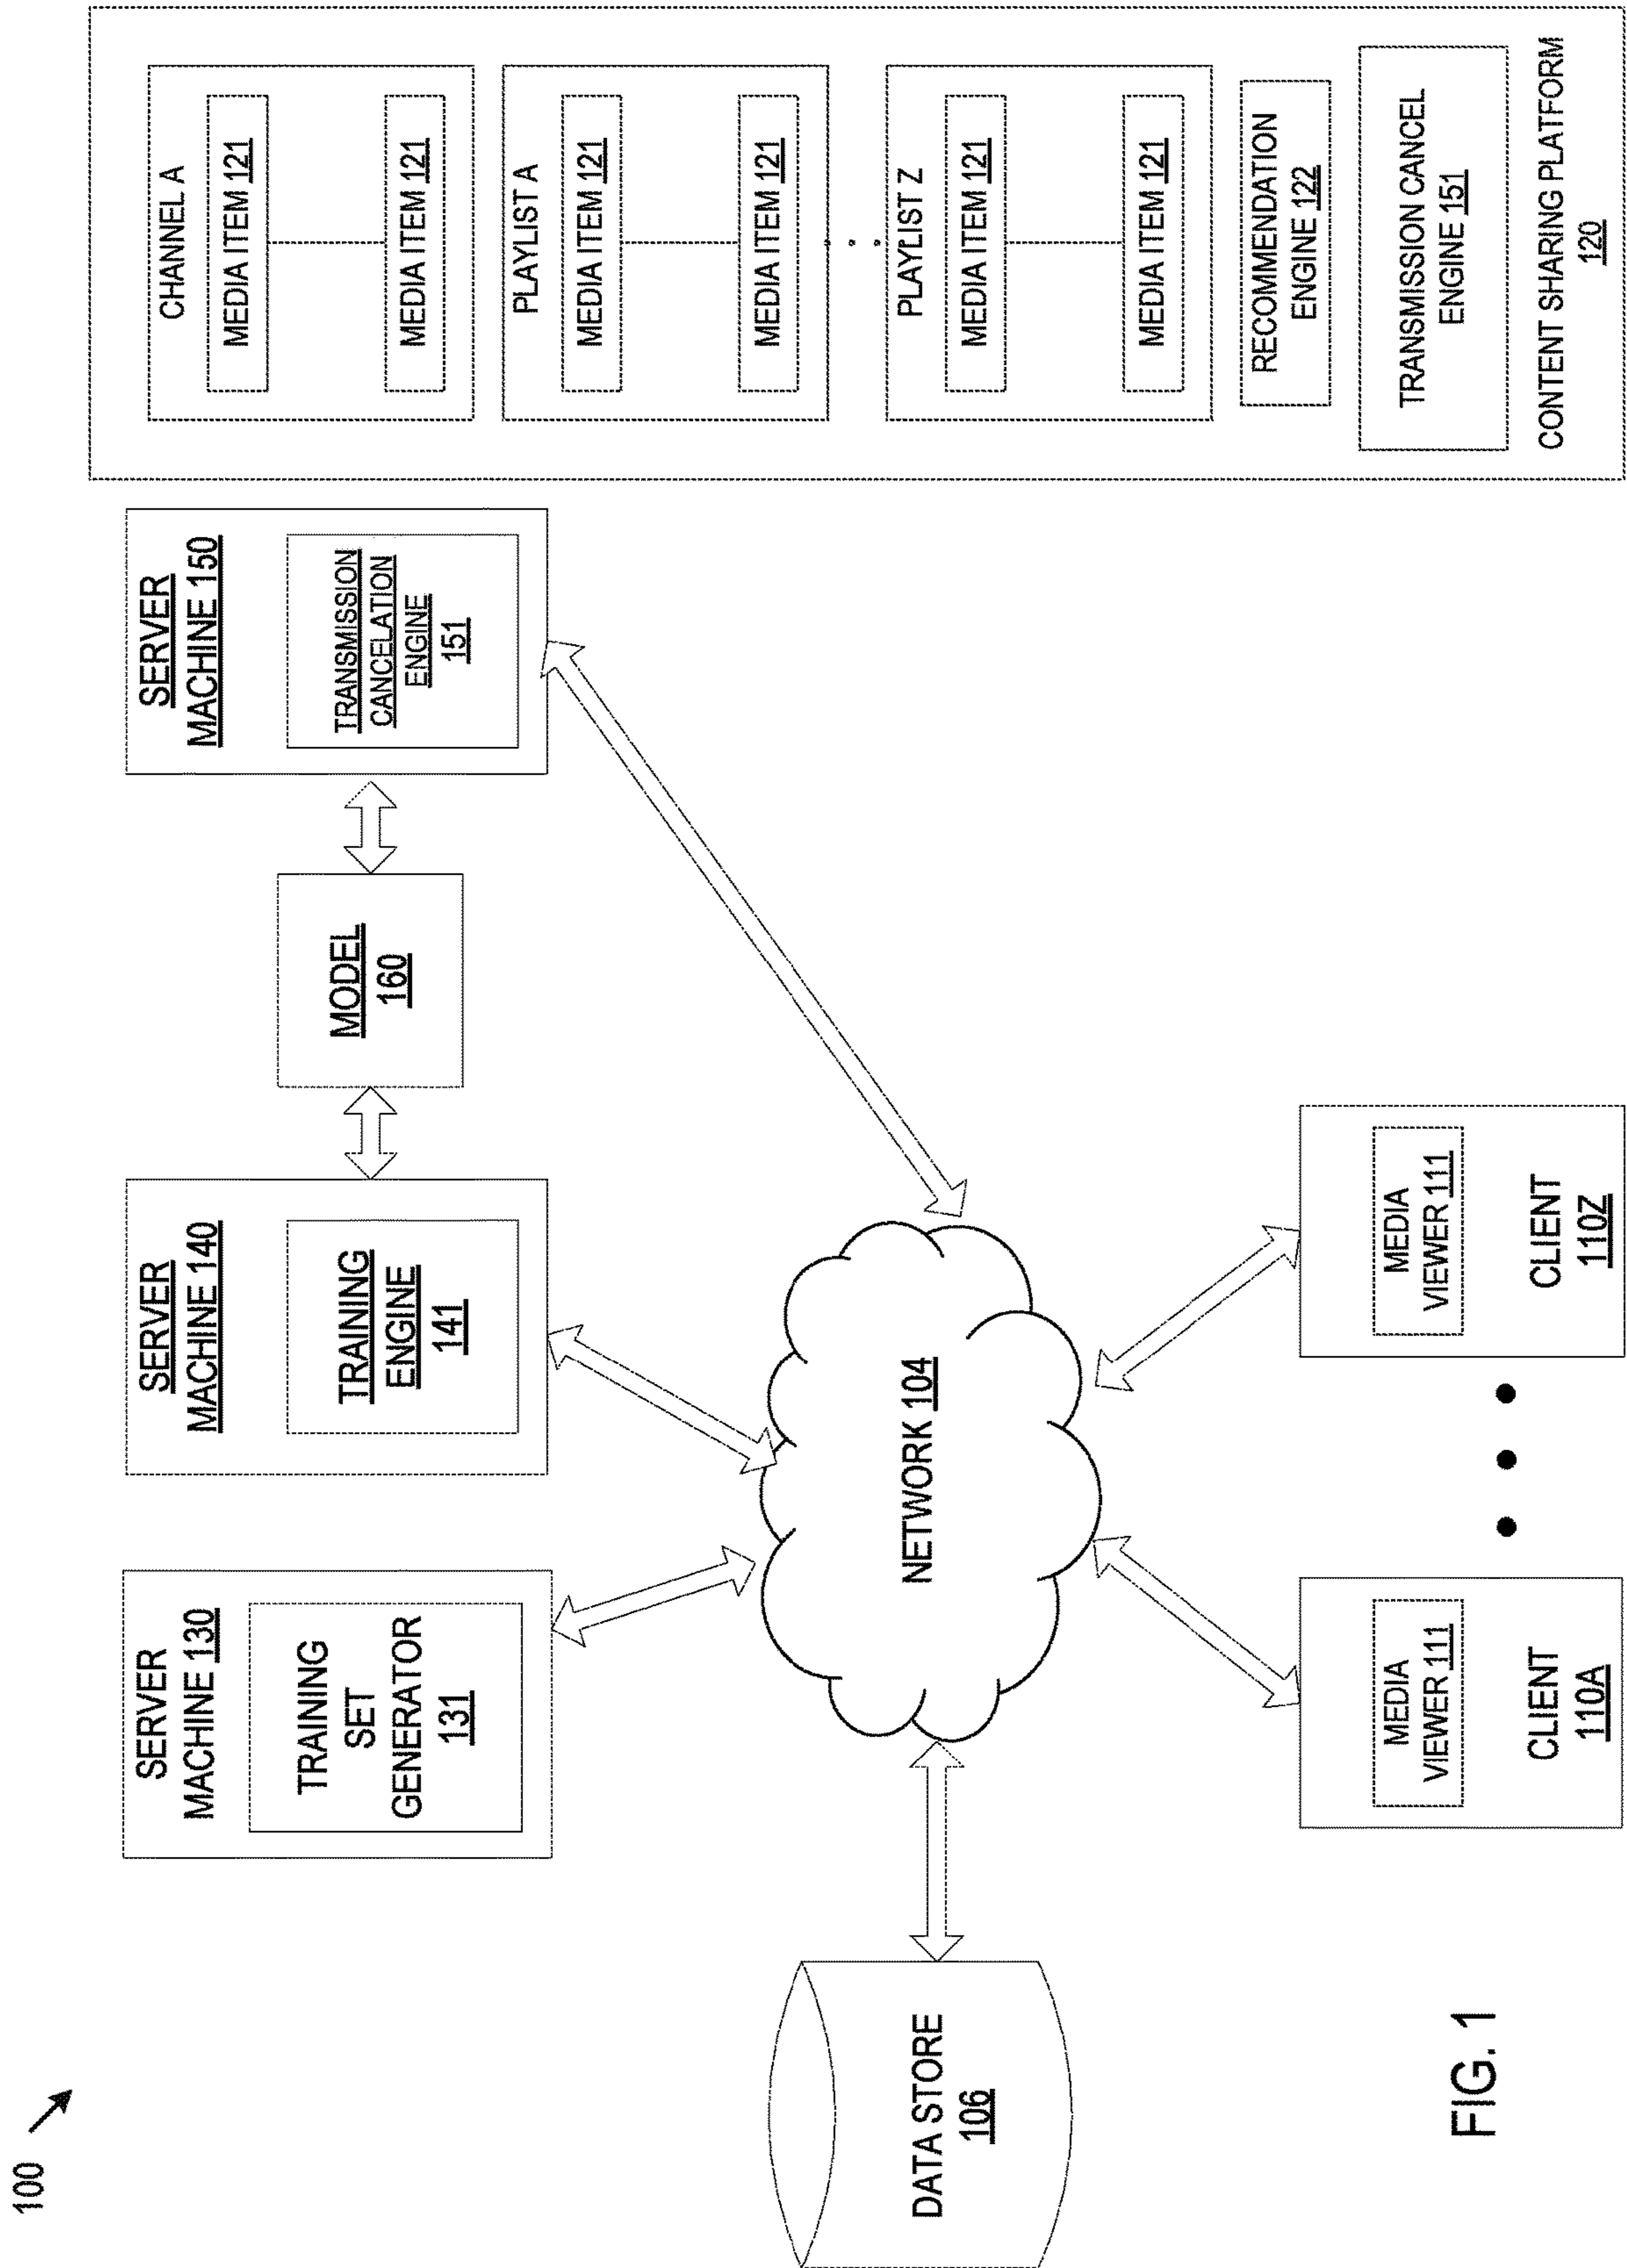 100
SERVER
MACHINE 130
TRAINING
SET
GENERATOR
131
SERVER
MACHINE 140
TRAINING
ENGINE
141
MODEL
160
SERVER
MACHINE 150
TRANSMISSION
CANCELATION
ENGINE
151
CHANNEL A
MEDIA ITEM 121
MEDIA ITEM 121
PLAYLIST A
MEDIA ITEM 121
MEDIA ITEM 121
PLAYLIST Z
MEDIA ITEM 121
MEDIA ITEM 121
RECOMMENDATION
ENGINE 122
TRANSMISSION CANCEL
ENGINE 151
CONTENT SHARING PLATFORM
120
DATA STORE
106
NETWORK 104
MEDIA
VIEWER 111
CLIENT
110A
MEDIA
VIEWER 111
CLIENT
110Z
FIG. 1